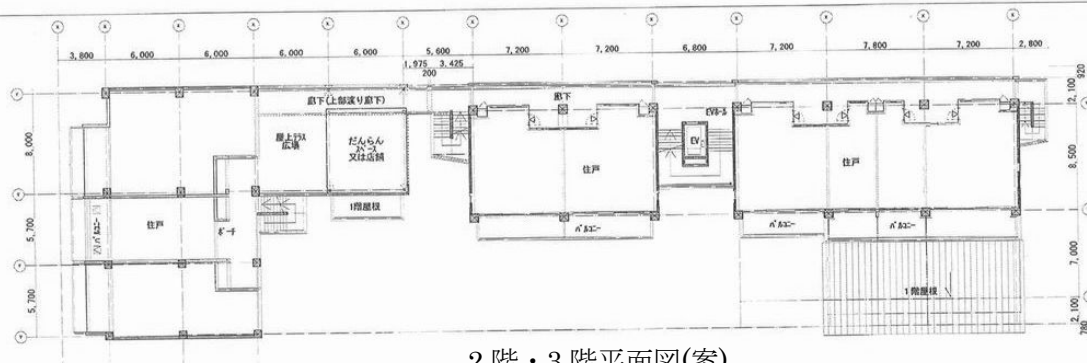 3,800 6,000 6,000 6,000 6,000 5,600 7,200 7,200 6,800 7,200 7,800 7,200 2,800
1,975 3,425
200
920
2,100
8,500
7,000
2,100
780
8,000
5,700
5,700
廊下(上部渡り廊下)
廊下
屋上テラス
広場
だんらん
スペース
又は店舗
EVホール
EV
住戸
住戸
住戸
1階屋根
バルコニー
ポーチ
バルコニー
バルコニー
バルコニー
1階屋根
2階・3階平面図(案)